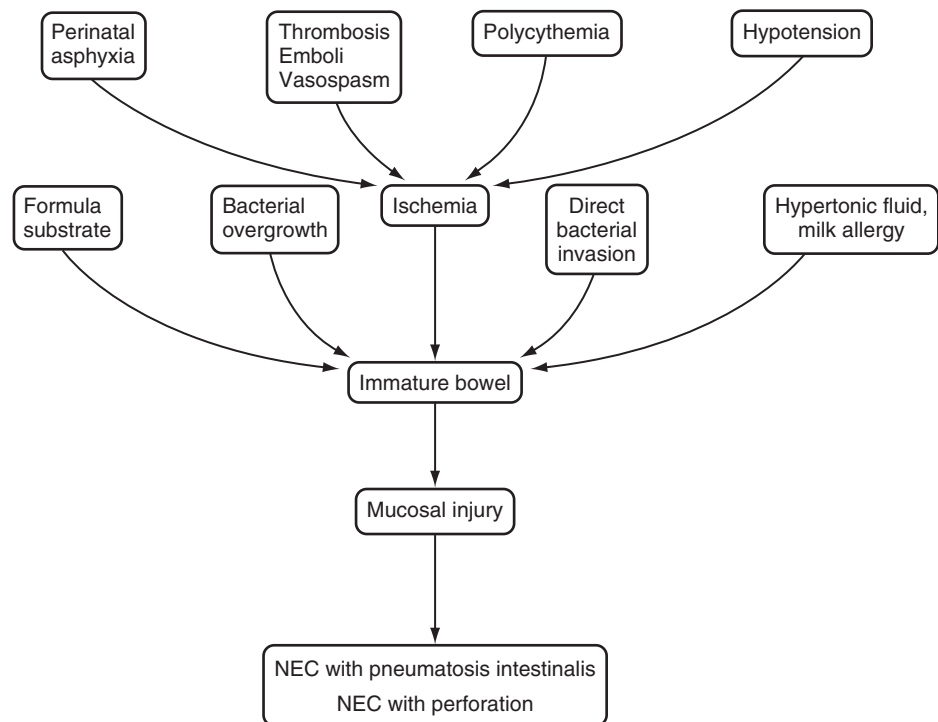 Perinatal
asphyxia
Thrombosis
Emboli
Vasospasm
Polycythemia
Hypotension
Formula
substrate
Bacterial
overgrowth
Ischemia
Direct
bacterial
invasion
Hypertonic fluid,
milk allergy
Immature bowel
Mucosal injury
NEC with pneumatosis intestinalis
NEC with perforation